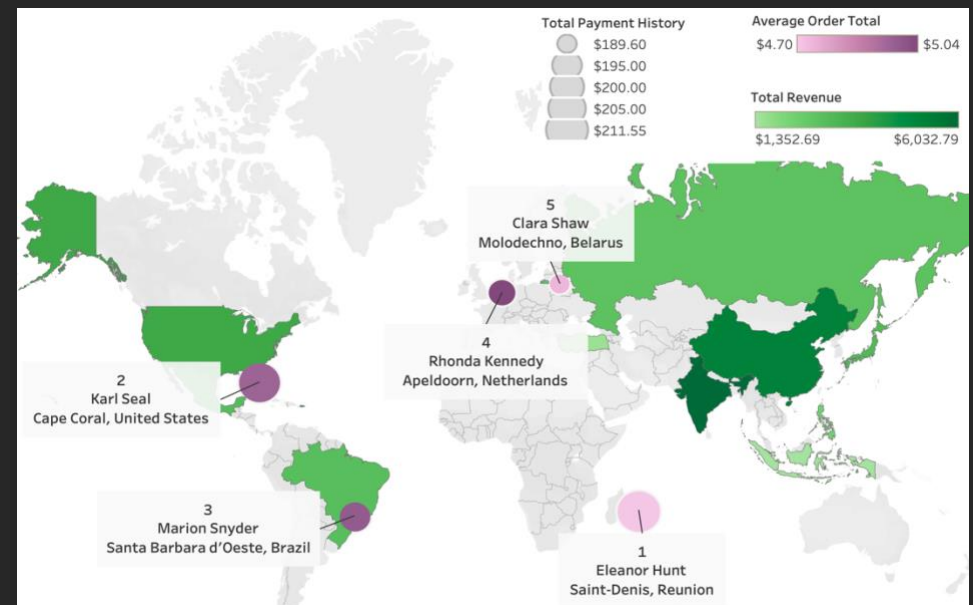 Total Payment History
$189.60
$195.00
$200.00
$205.00
$211.55
Average Order Total
$4.70 $5.04
Total Revenue
$1,352.69 $6,032.79
5
Clara Shaw
Molodechno, Belarus
4
Rhonda Kennedy
Apeldoorn, Netherlands
2
Karl Seal
Cape Coral, United States
3
Marion Snyder
Santa Barbara d’Oeste, Brazil
1
Eleanor Hunt
Saint-Denis, Reunion